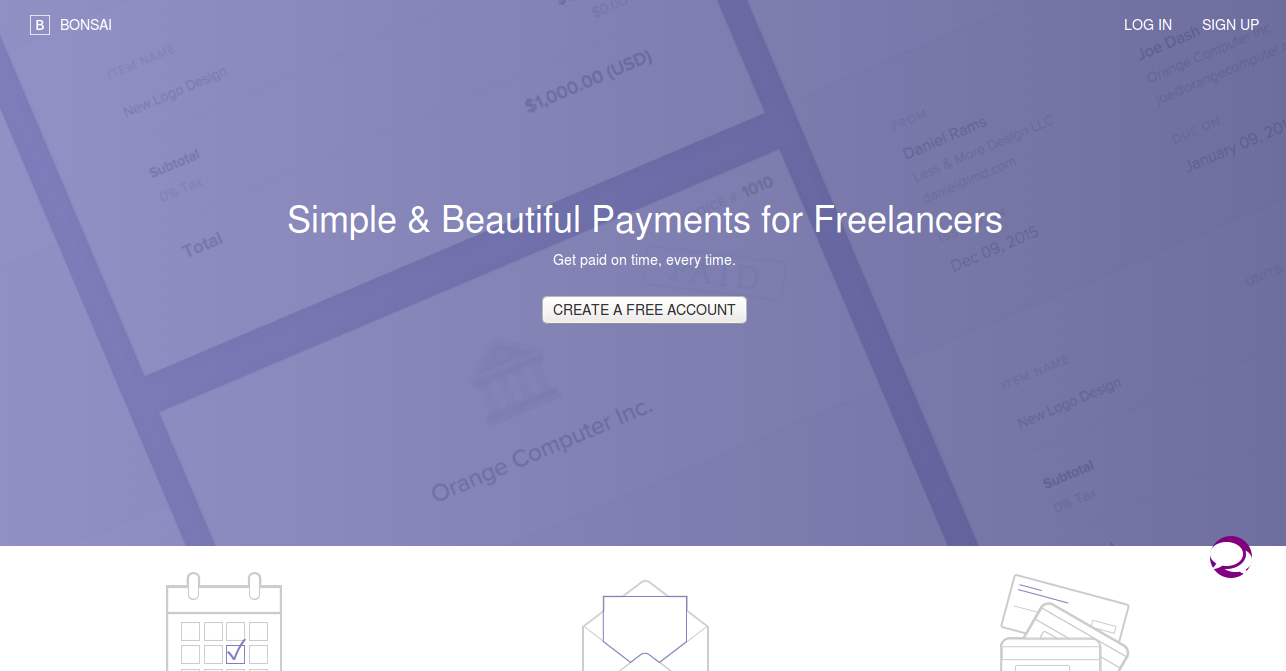 B BONSAI
LOG IN
SIGN UP
$0.00
ITEM NAME
New Logo Design
$1,000.00 (USD)
Subtotal
0% Tax
Total
# 1010
PAID
Orange Computer Inc.
Joe Dash
Orange Computer Inc.
FROM
Daniel Rams
Less & More Design LLC
daniel@lmd.com
DUE ON
January 09, 201
Dec 09, 2015
UNITS
ITEM NAME
New Logo Design
Subtotal
0% Tax
Simple & Beautiful Payments for Freelancers
Get paid on time, every time.
CREATE A FREE ACCOUNT